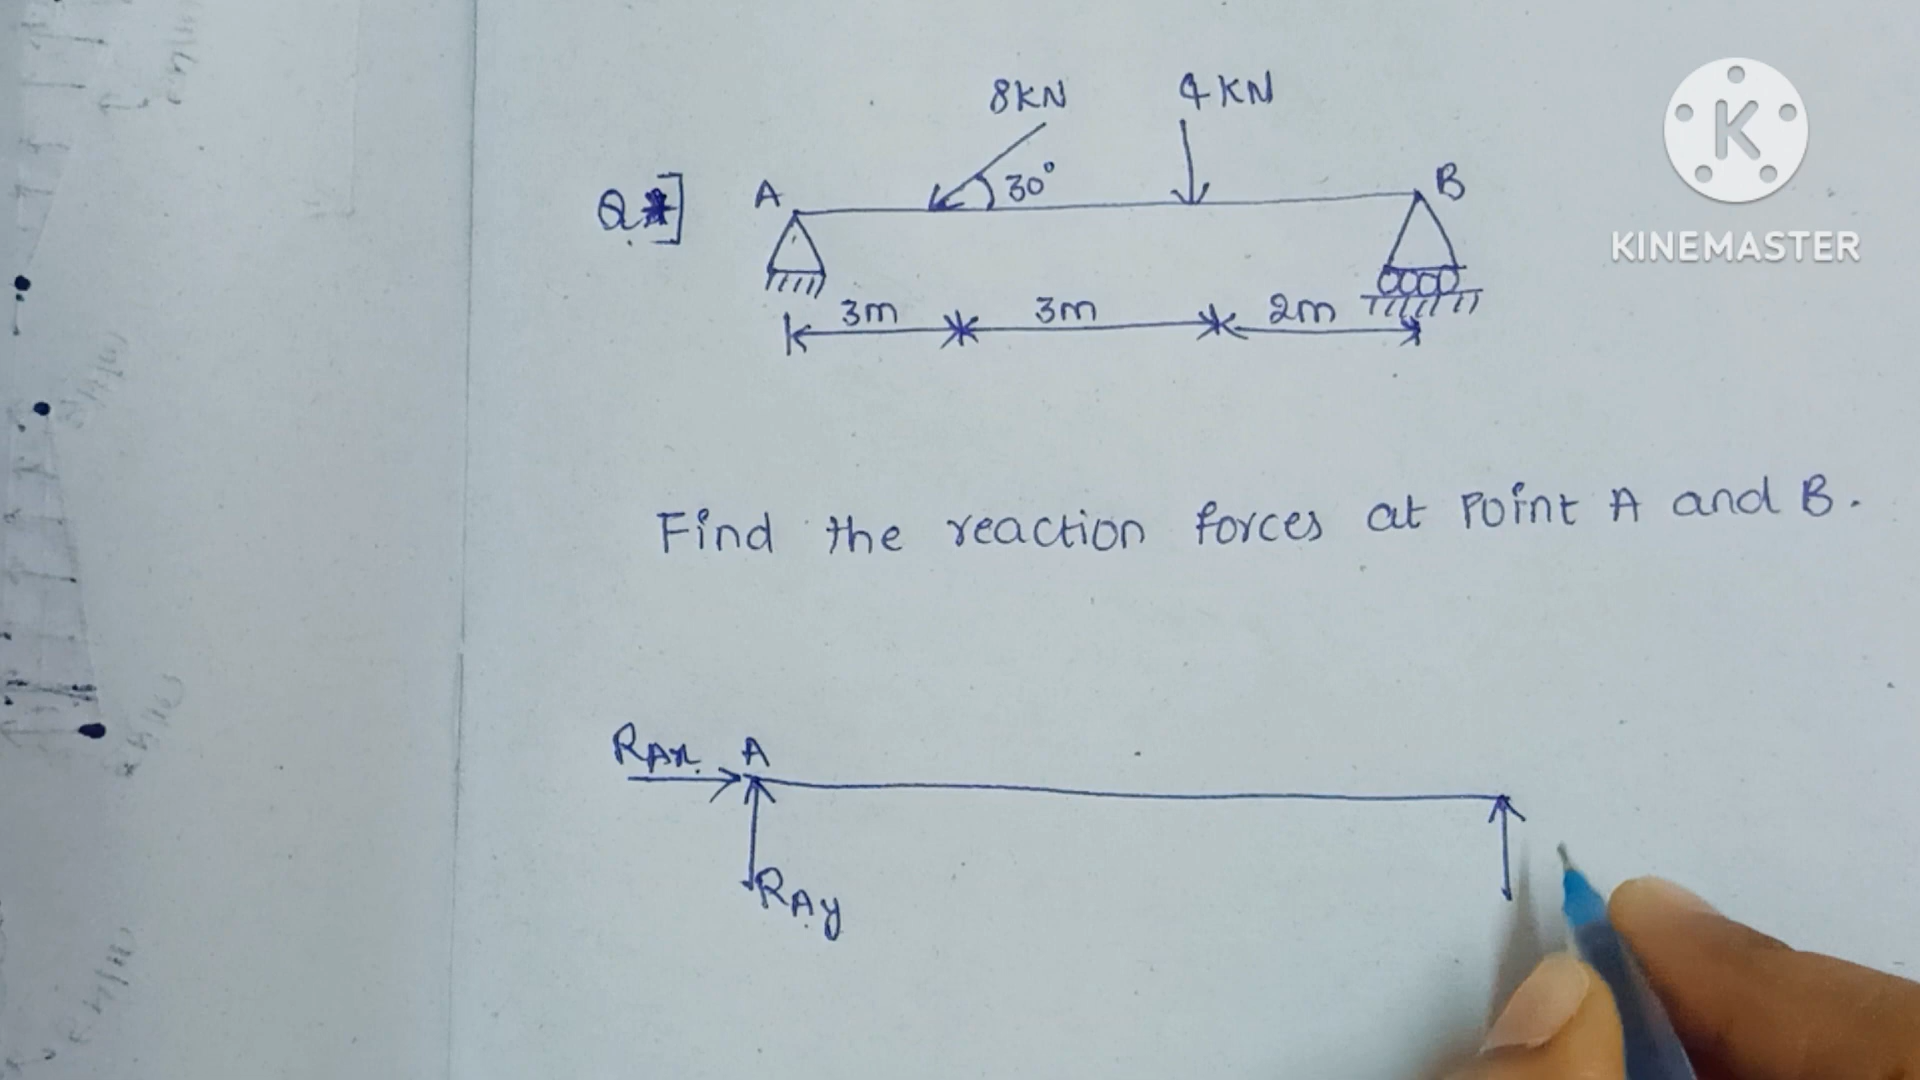 8KN 4KN
Q.*] A 30° B
3m 3m 2m
Find the reaction forces at Point A and B.
RAx. A
RAy
K
KINEMASTER